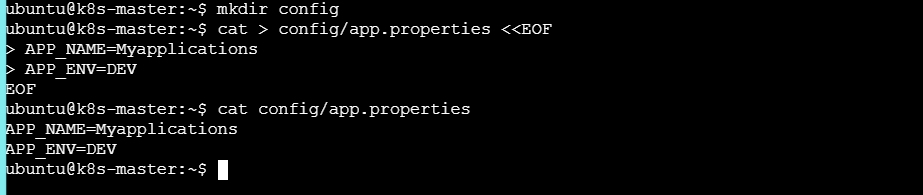 ubuntu@k8s-master:~$ mkdir config
ubuntu@k8s-master:~$ cat > config/app.properties <<EOF
> APP_NAME=Myapplications
> APP_ENV=DEV
EOF
ubuntu@k8s-master:~$ cat config/app.properties
APP_NAME=Myapplications
APP_ENV=DEV
ubuntu@k8s-master:~$